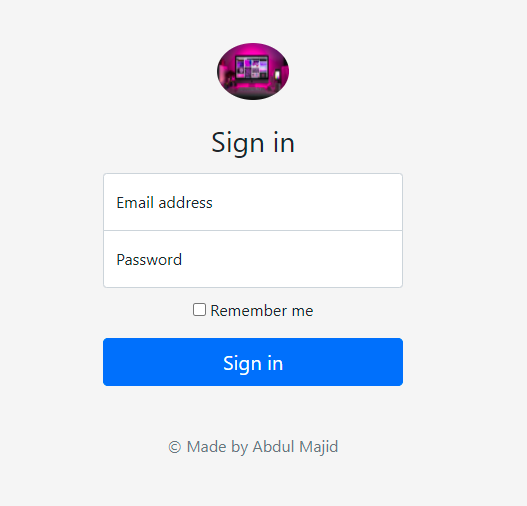 Sign in
Email address
Password
Remember me
Sign in
© Made by Abdul Majid